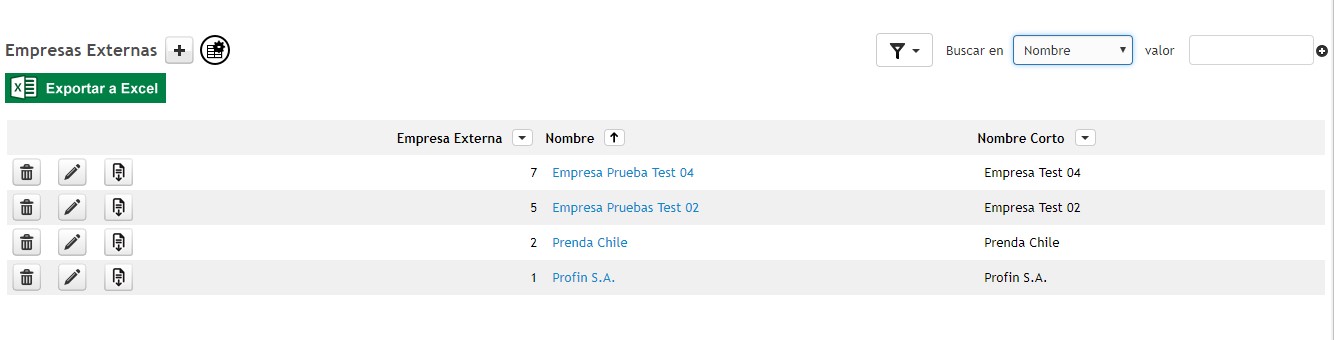 Empresas Externas
Buscar en Nombre valor
Exportar a Excel
Empresa Externa Nombre Nombre Corto
7 Empresa Prueba Test 04 Empresa Test 04
5 Empresa Pruebas Test 02 Empresa Test 02
2 Prenda Chile Prenda Chile
1 Profin S.A. Profin S.A.